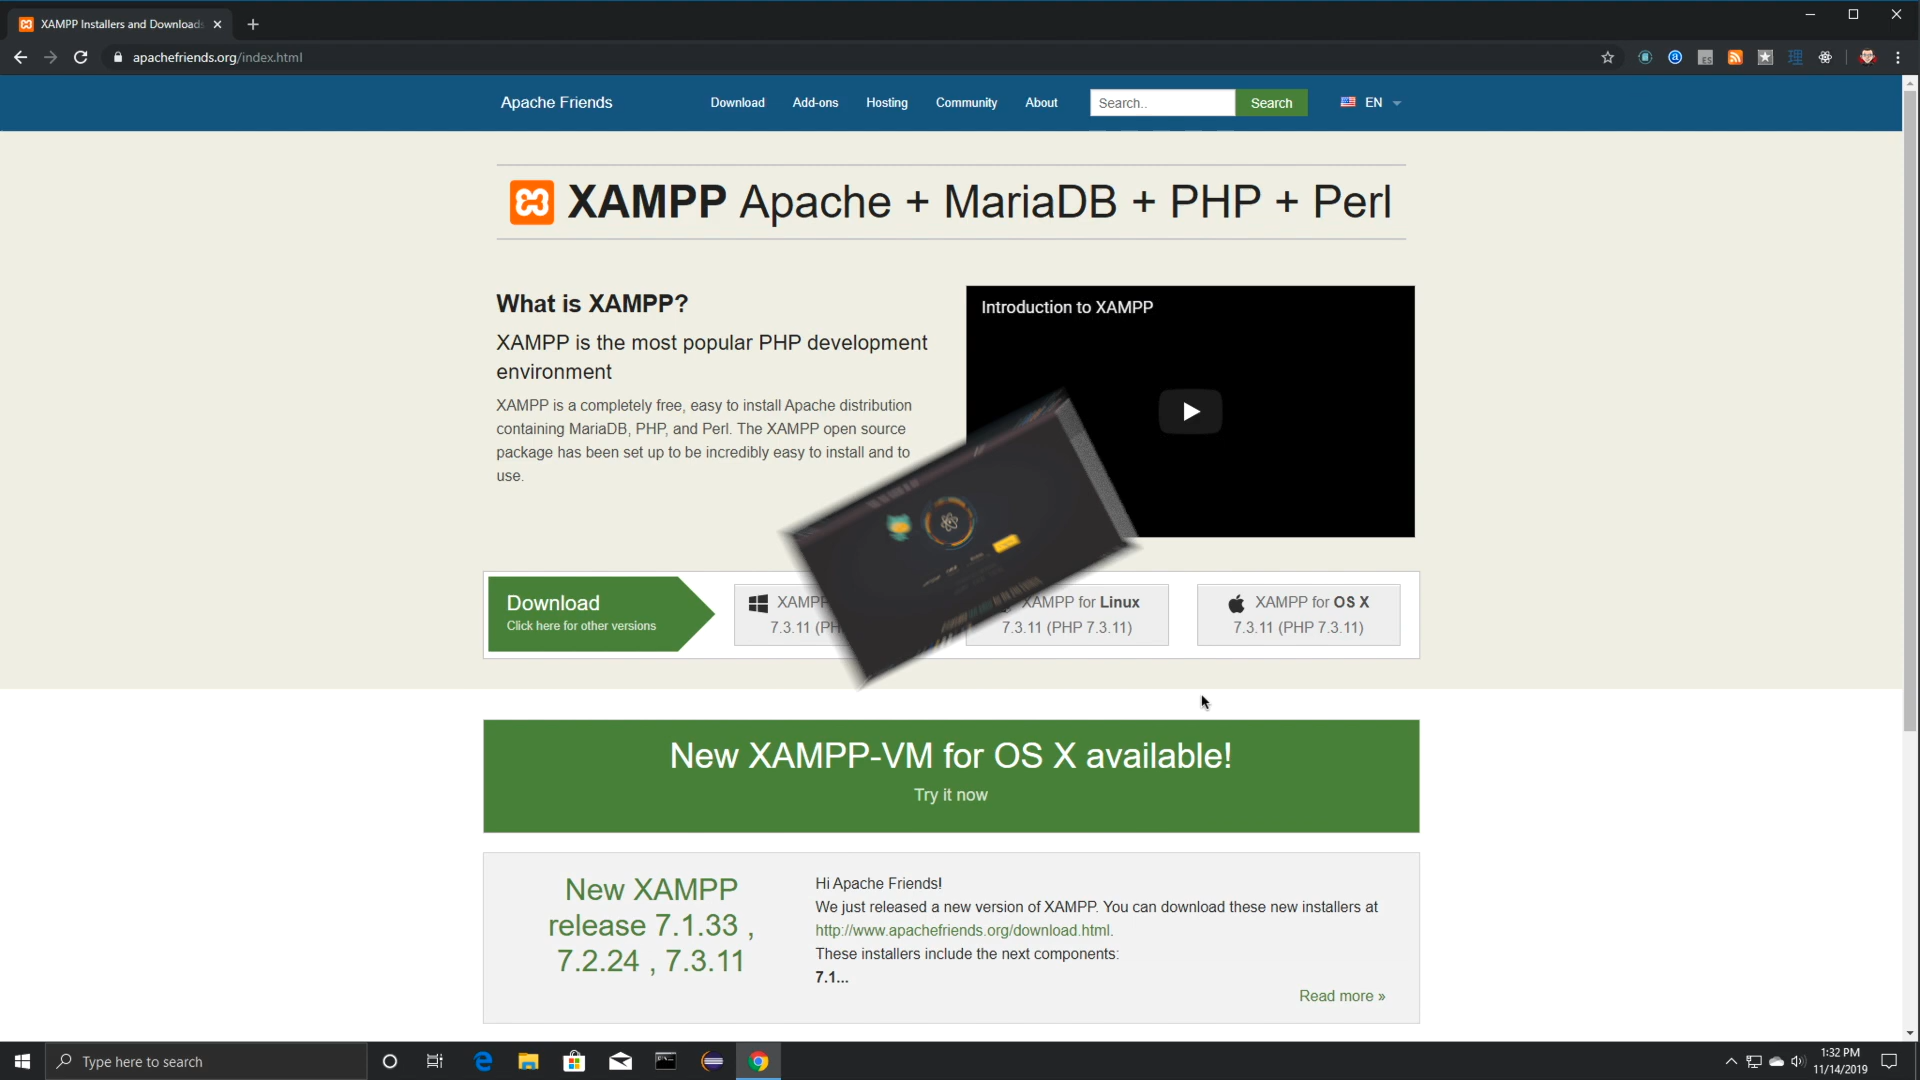 XAMPP Installers and Downloads
apachefriends.org/index.html
Apache Friends
Download
Add-ons
Hosting
Community
About
Search..
Search
EN
XAMPP Apache + MariaDB + PHP + Perl
What is XAMPP?
XAMPP is the most popular PHP development
environment
XAMPP is a completely free, easy to install Apache distribution
containing MariaDB, PHP, and Perl. The XAMPP open source
package has been set up to be incredibly easy to install and to
use.
Introduction to XAMPP
Download
Click here for other versions
XAMPP
7.3.11 (PH
XAMPP for Linux
7.3.11 (PHP 7.3.11)
XAMPP for OS X
7.3.11 (PHP 7.3.11)
New XAMPP-VM for OS X available!
Try it now
New XAMPP
release 7.1.33 ,
7.2.24 , 7.3.11
Hi Apache Friends!
We just released a new version of XAMPP. You can download these new installers at
http://www.apachefriends.org/download.html.
These installers include the next components:
7.1...
Read more »
Type here to search
1:32 PM
11/14/2019